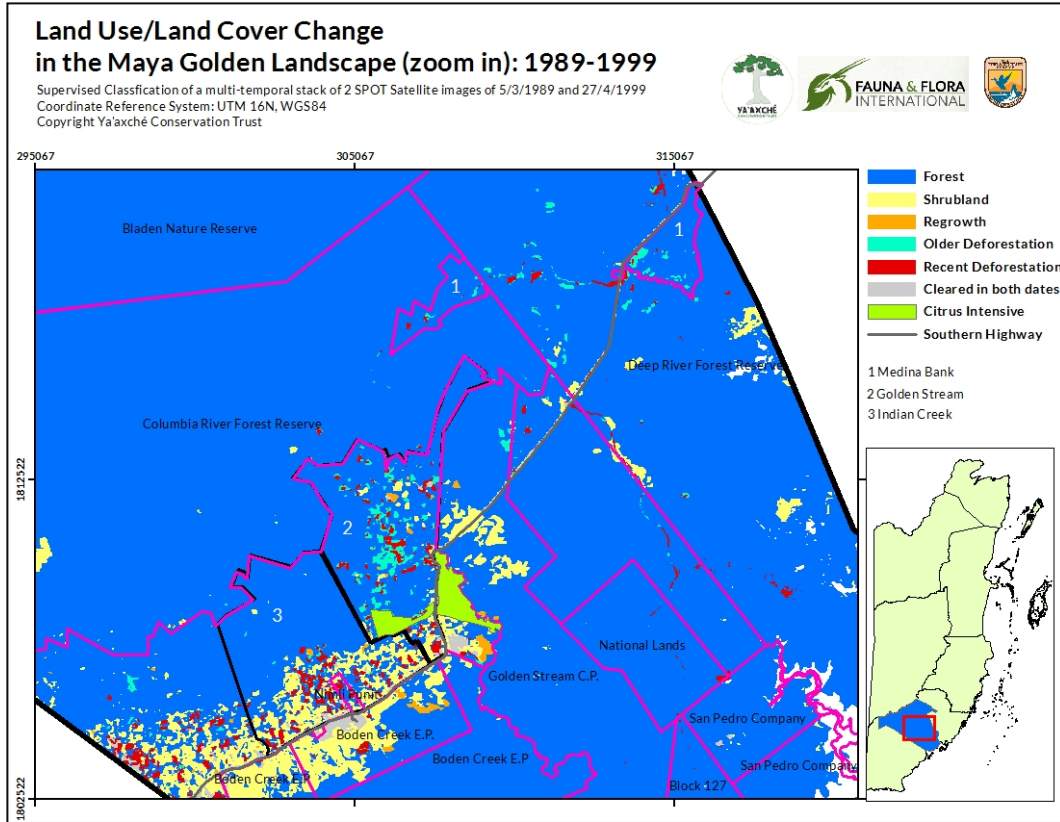 Land Use/Land Cover Change
in the Maya Golden Landscape (zoom in): 1989-1999
Supervised Classfication of a multi-temporal stack of 2 SPOT Satellite images of 5/3/1989 and 27/4/1999
Coordinate Reference System: UTM 16N, WGS84
Copyright Ya'axché Conservation Trust
YA'AXCHÉ
FAUNA & FLORA
INTERNATIONAL
295067
305067
315067
Forest
Shrubland
Regrowth
Older Deforestation
Recent Deforestation
Cleared in both dates
Citrus Intensive
Southern Highway
1 Medina Bank
2 Golden Stream
3 Indian Creek
Bladen Nature Reserve
1
1
Deep River Forest Reserve
Columbia River Forest Reserve
1812522
2
3
National Lands
Golden Stream C.P.
Nimli Punit
San Pedro Company
Boden Creek E.P.
Boden Creek E.P
San Pedro Company
Boden Creek E.P
Block 127
1802522